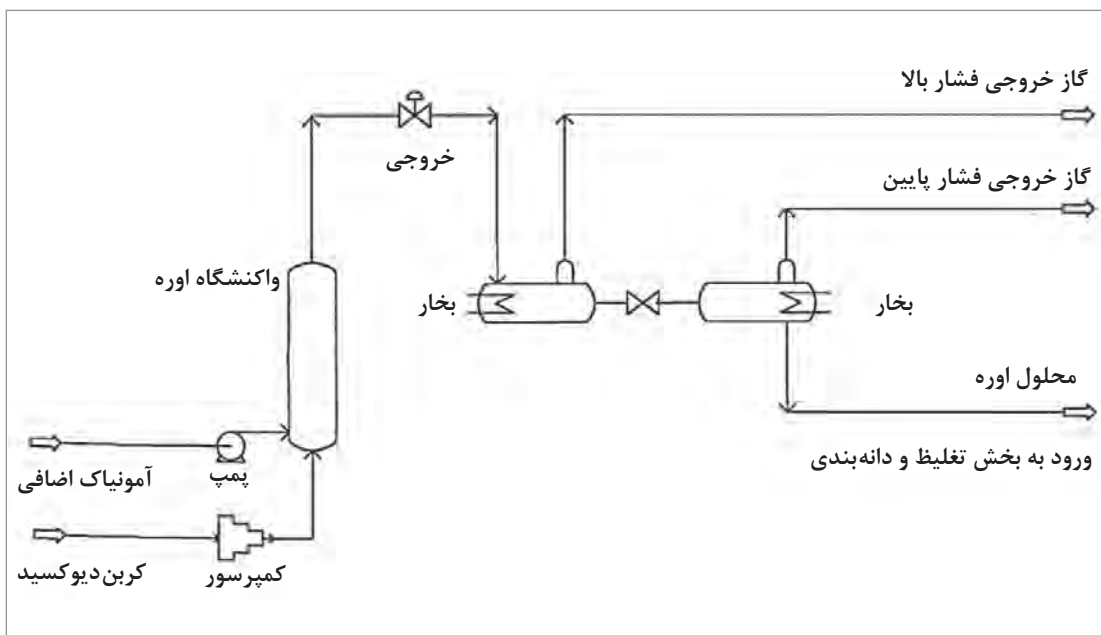 گاز خروجی فشار بالا
خروجی
گاز خروجی فشار پایین
واکنشگاه اوره
بخار
بخار
محلول اوره
ورود به بخش تغلیظ و دانه‌بندی
پمپ
آمونیاک اضافی
کمپرسور
کربن‌دیوکسید